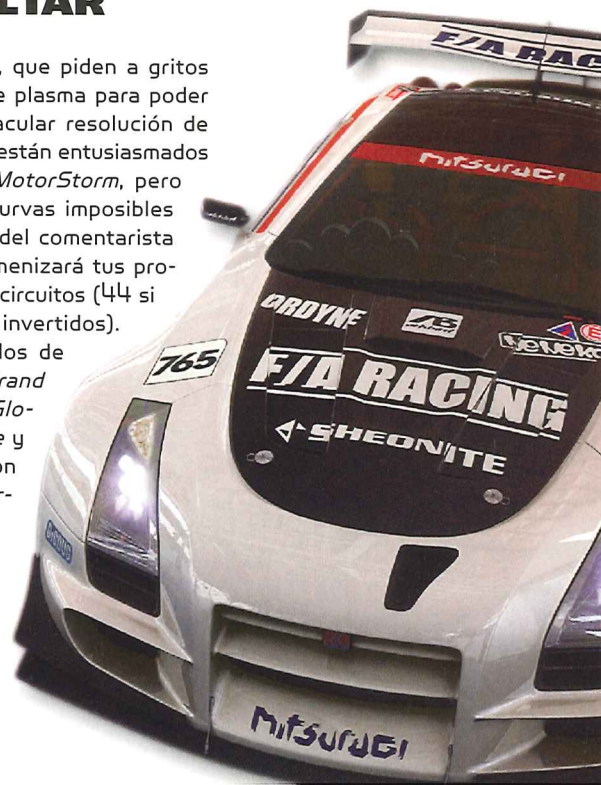 LTAR
, que piden a gritos
e plasma para poder
acular resolución de
están entusiasmados
MotorStorm, pero
urvas imposibles
del comentarista
menizará tus pro-
circuitos (44 si
invertidos).
los de
rand
Glo-
e y
on
r-
F/A RAC
mitsurugi
ORDYNE
765
F/A RACING
SHEONITE
mitsurugi